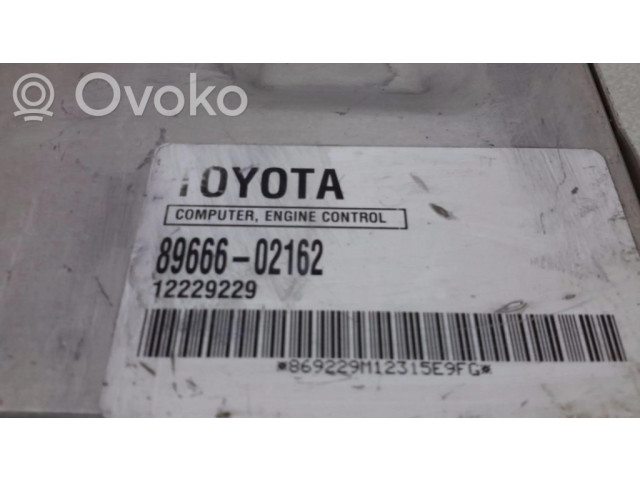 Ovoko
TOYOTA
COMPUTER, ENGINE CONTROL
89666-02162
12229229
*869229M12315E9FG*